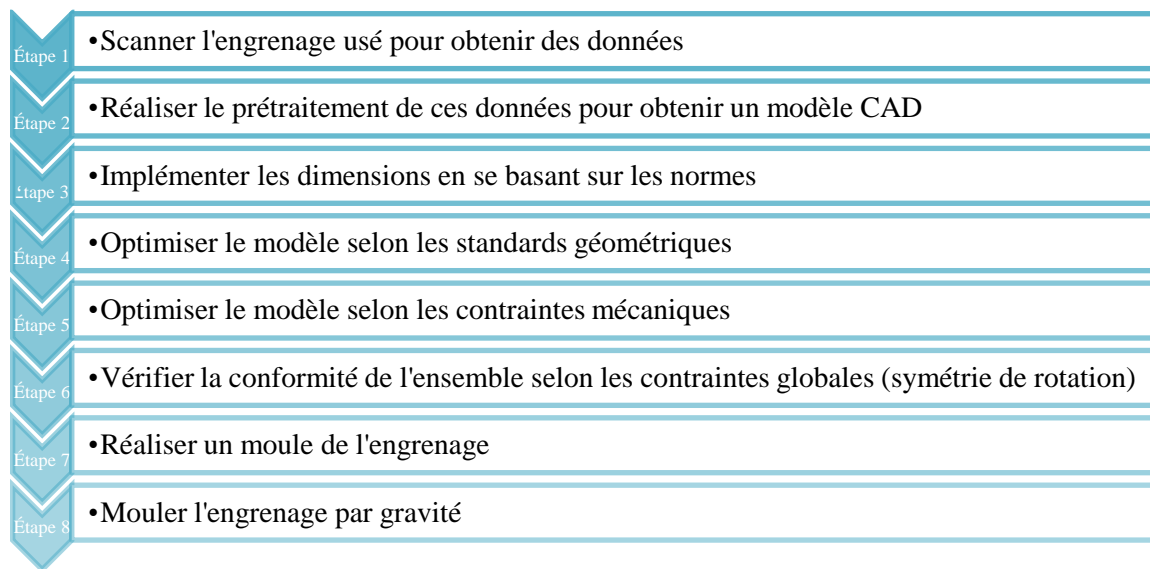 Étape 1
•Scanner l'engrenage usé pour obtenir des données
Étape 2
•Réaliser le prétraitement de ces données pour obtenir un modèle CAD
Étape 3
•Implémenter les dimensions en se basant sur les normes
Étape 4
•Optimiser le modèle selon les standards géométriques
Étape 5
•Optimiser le modèle selon les contraintes mécaniques
Étape 6
•Vérifier la conformité de l'ensemble selon les contraintes globales (symétrie de rotation)
Étape 7
•Réaliser un moule de l'engrenage
Étape 8
•Mouler l'engrenage par gravité